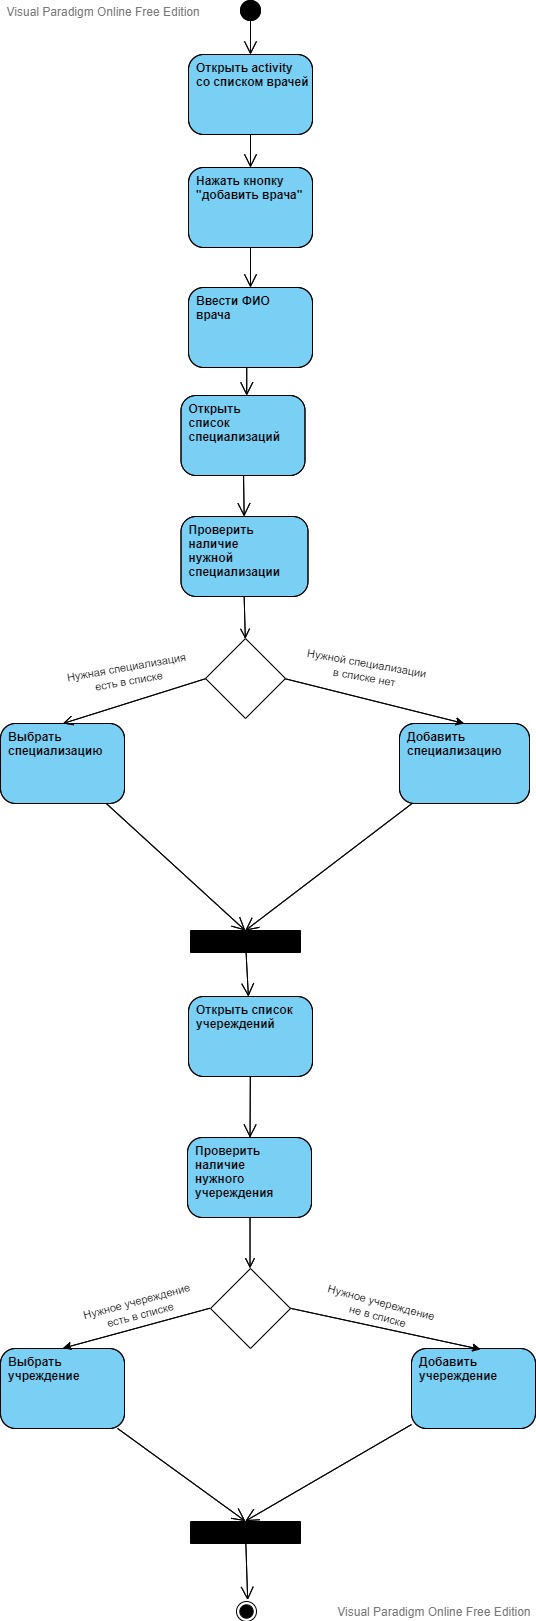 Visual Paradigm Online Free Edition
Открыть activity
со списком врачей
Нажать кнопку
"добавить врача"
Ввести ФИО
врача
Открыть
список
специализаций
Проверить
наличие
нужной
специализации
Нужная специализация
есть в списке
Нужной специализации
в списке нет
Выбрать
специализацию
Добавить
специализацию
Открыть список
учереждений
Проверить
наличие
нужного
учереждения
Нужное учереждение
есть в списке
Нужное учереждение
не в списке
Выбрать
учреждение
Добавить
учереждение
Visual Paradigm Online Free Edition